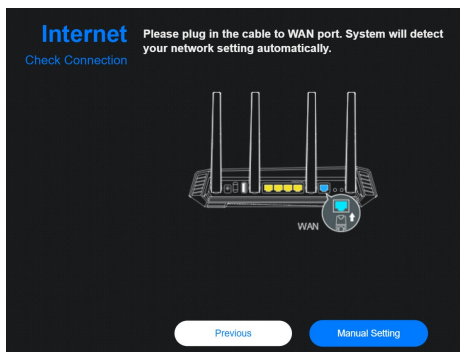 Internet
Check Connection
Please plug in the cable to WAN port. System will detect
your network setting automatically.
WAN
Previous
Manual Setting